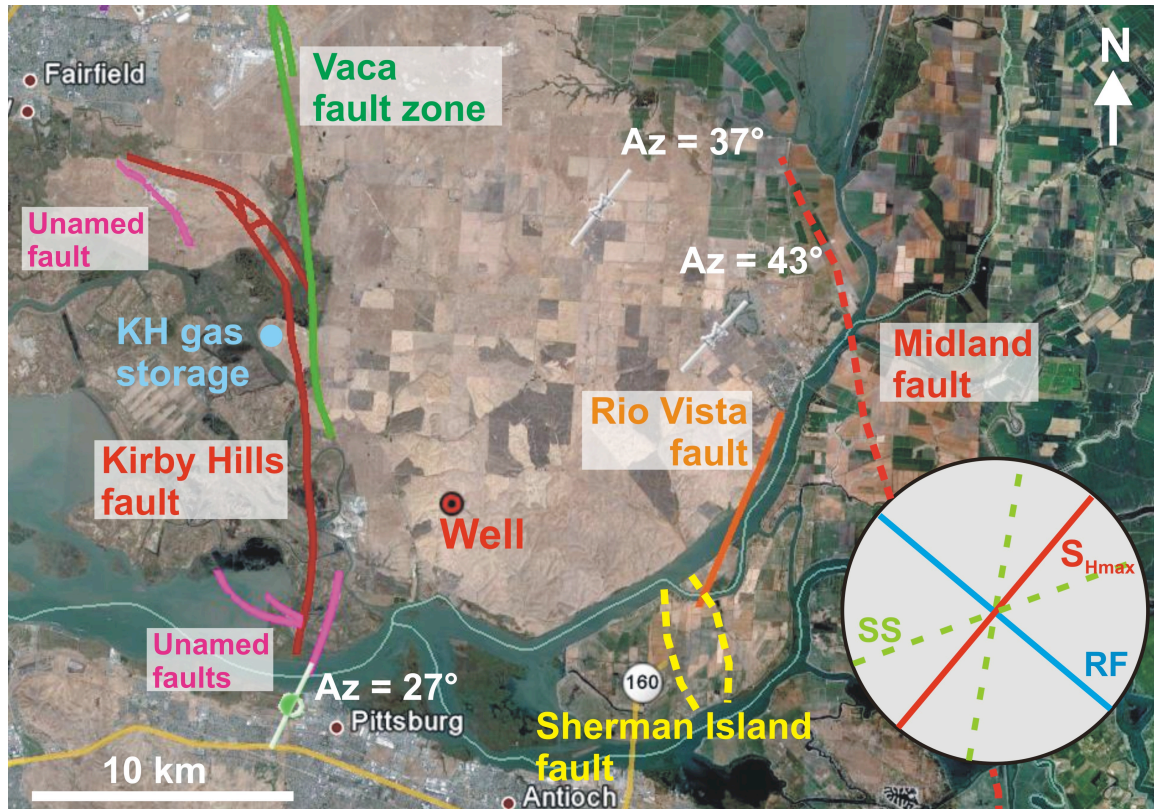 Fairfield
Vaca
fault zone
N
Az = 37°
Unamed
fault
Az = 43°
KH gas
storage
Midland
fault
Rio Vista
fault
Kirby Hills
fault
Well
SHmax
SS
RF
Unamed
faults
Az = 27°
160
Pittsburg
Sherman Island
fault
10 km
Antioch